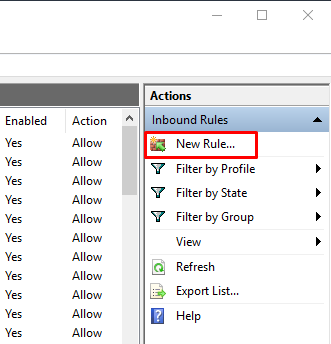 Actions
Enabled Action
Inbound Rules
Yes Allow
New Rule...
Yes Allow
Filter by Profile
Yes Allow
Filter by State
Yes Allow
Yes Allow
Filter by Group
Yes Allow
View
Yes Allow
Refresh
Yes Allow
Export List...
Yes Allow
Help
Yes Allow
Yes Allow